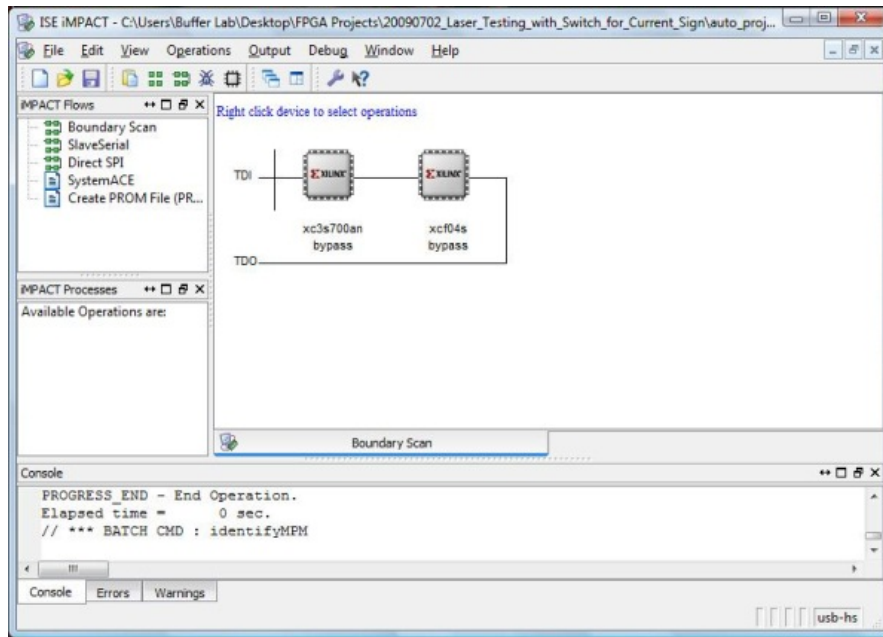 ISE iMPACT - C:\Users\Buffer Lab\Desktop\FPGA Projects\20090702_Laser_Testing_with_Switch_for_Current_Sign\auto_proj...
File Edit View Operations Output Debug Window Help
iMPACT Flows
Boundary Scan
SlaveSerial
Direct SPI
SystemACE
Create PROM File (PR...
iMPACT Processes
Available Operations are:
Right click device to select operations
TDI
XILINX
XILINX
xc3s700an
bypass
xcf04s
bypass
TDO
Boundary Scan
Console
PROGRESS_END - End Operation.
Elapsed time = 0 sec.
// *** BATCH CMD : identifyMPM
Console Errors Warnings
usb-hs